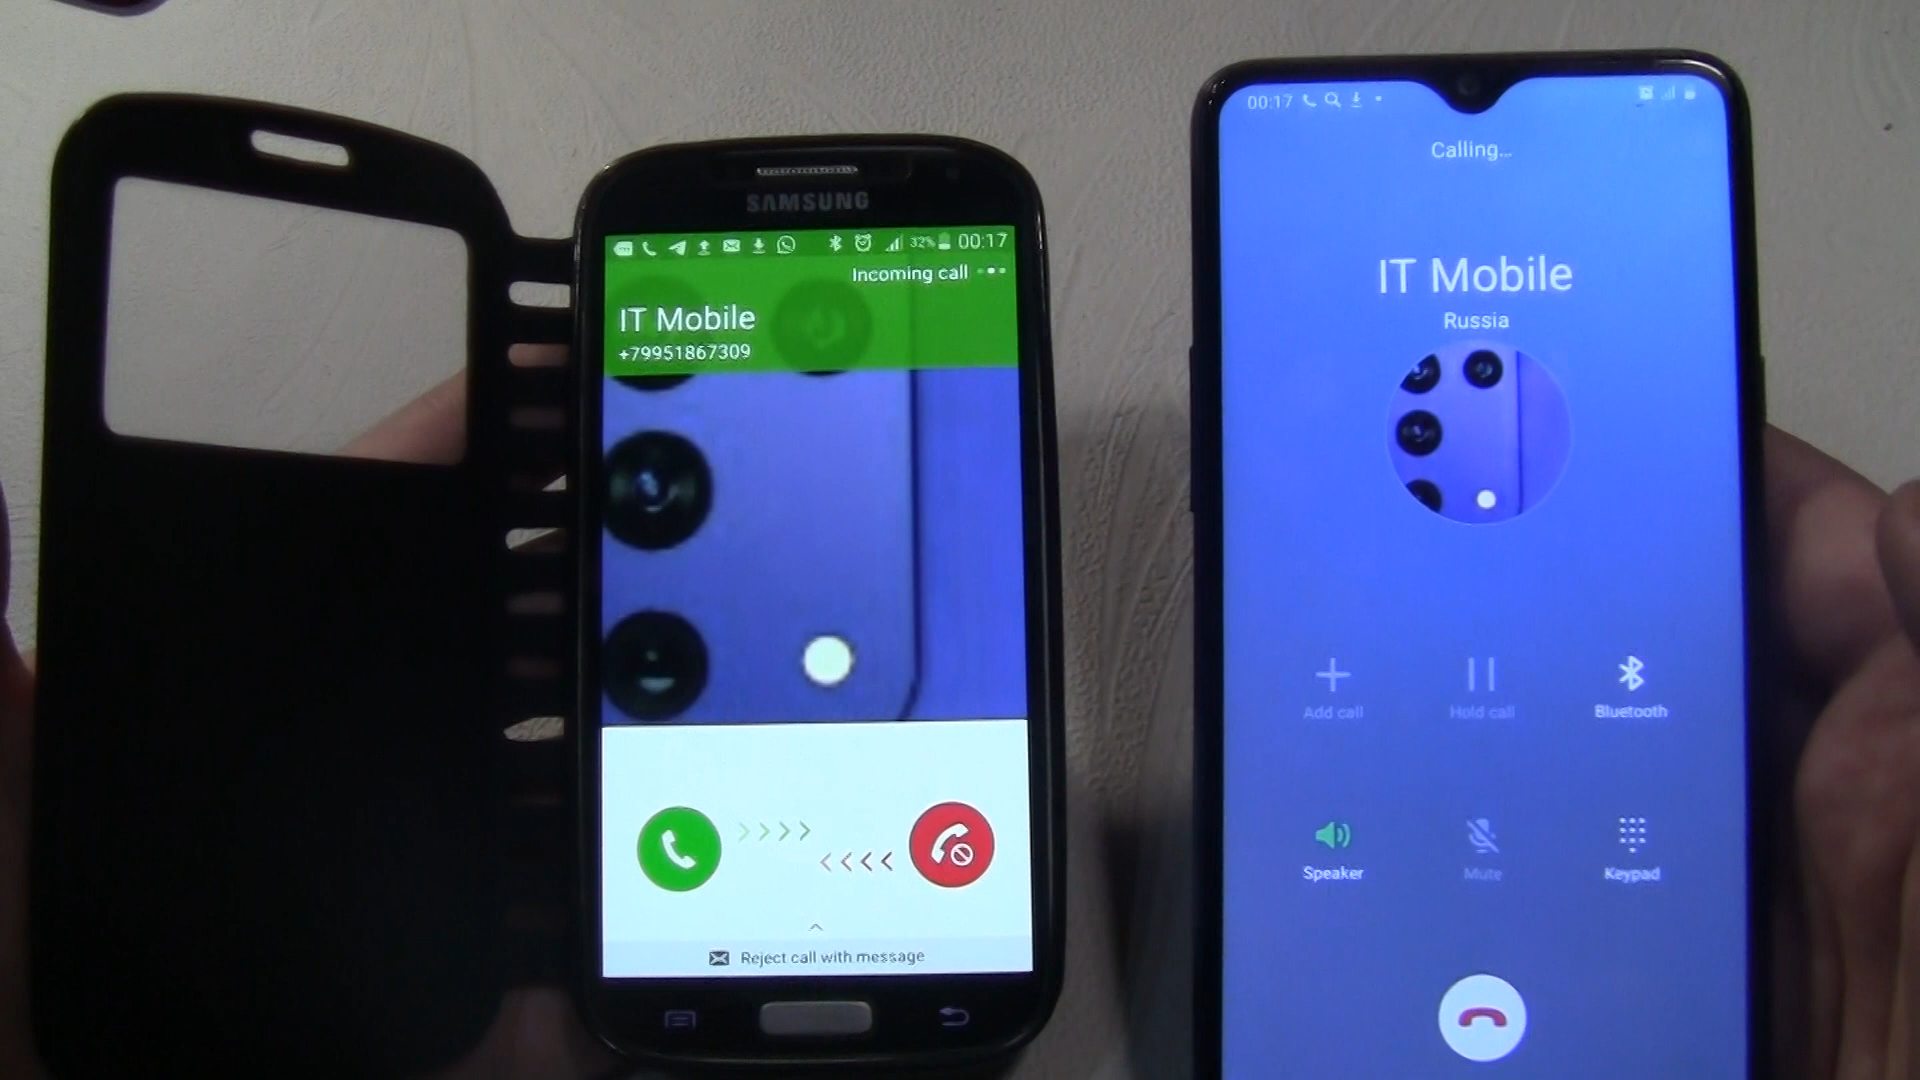 SAMSUNG
32% 00:17
Incoming call
IT Mobile
+79951867309
Reject call with message
00:17
Calling...
IT Mobile
Russia
Add call
Hold call
Bluetooth
Speaker
Mute
Keypad